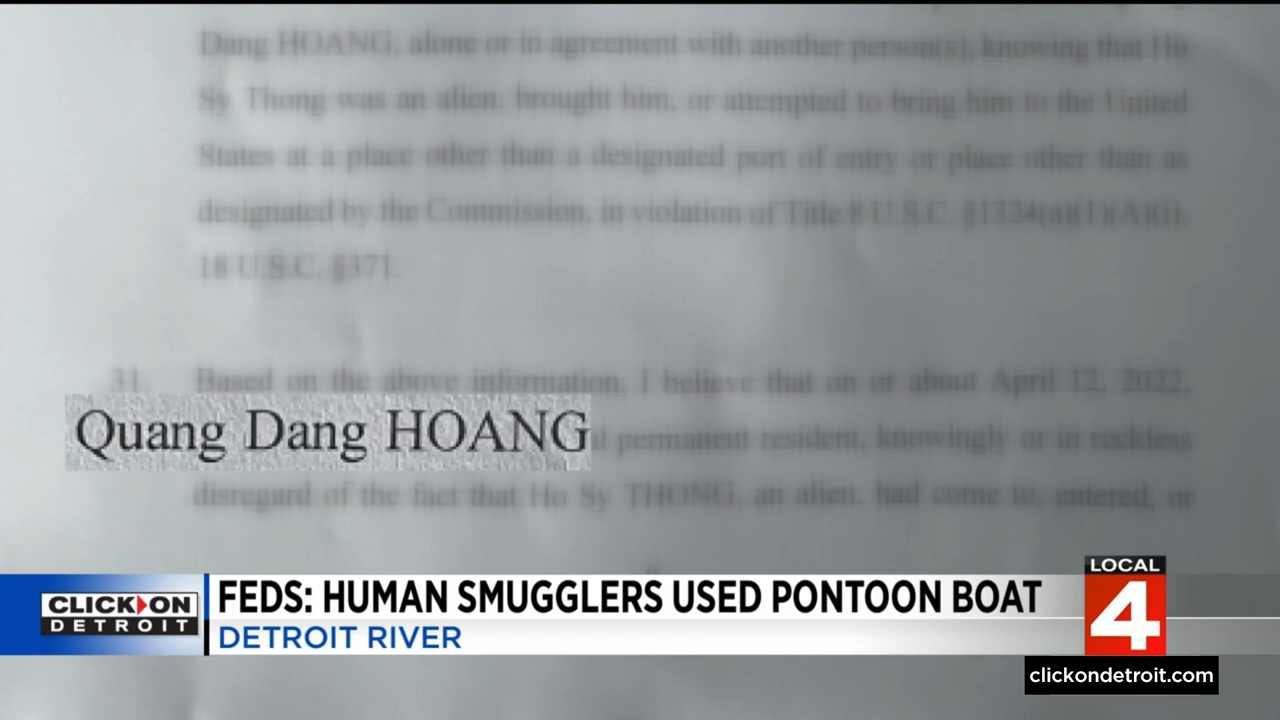 Dang HOANG, alone or in agreement with another person(s), knowing that Ho
Sy Thong was an alien, brought him, or attempted to bring him to the United
States at a place other than a designated port of entry or place other than as
designated by the Commission, in violation of Title 8 U.S.C. §1324(a)(1)(A)(i),
18 U.S.C. §371.
31. Based on the above information, I believe that on or about April 12, 2022,
Quang Dang HOANG
permanent resident, knowingly or in reckless
disregard of the fact that Ho Sy THONG, an alien, had come to, entered, or
FEDS: HUMAN SMUGGLERS USED PONTOON BOAT
DETROIT RIVER
CLICK ON
DETROIT
LOCAL
4
clickondetroit.com